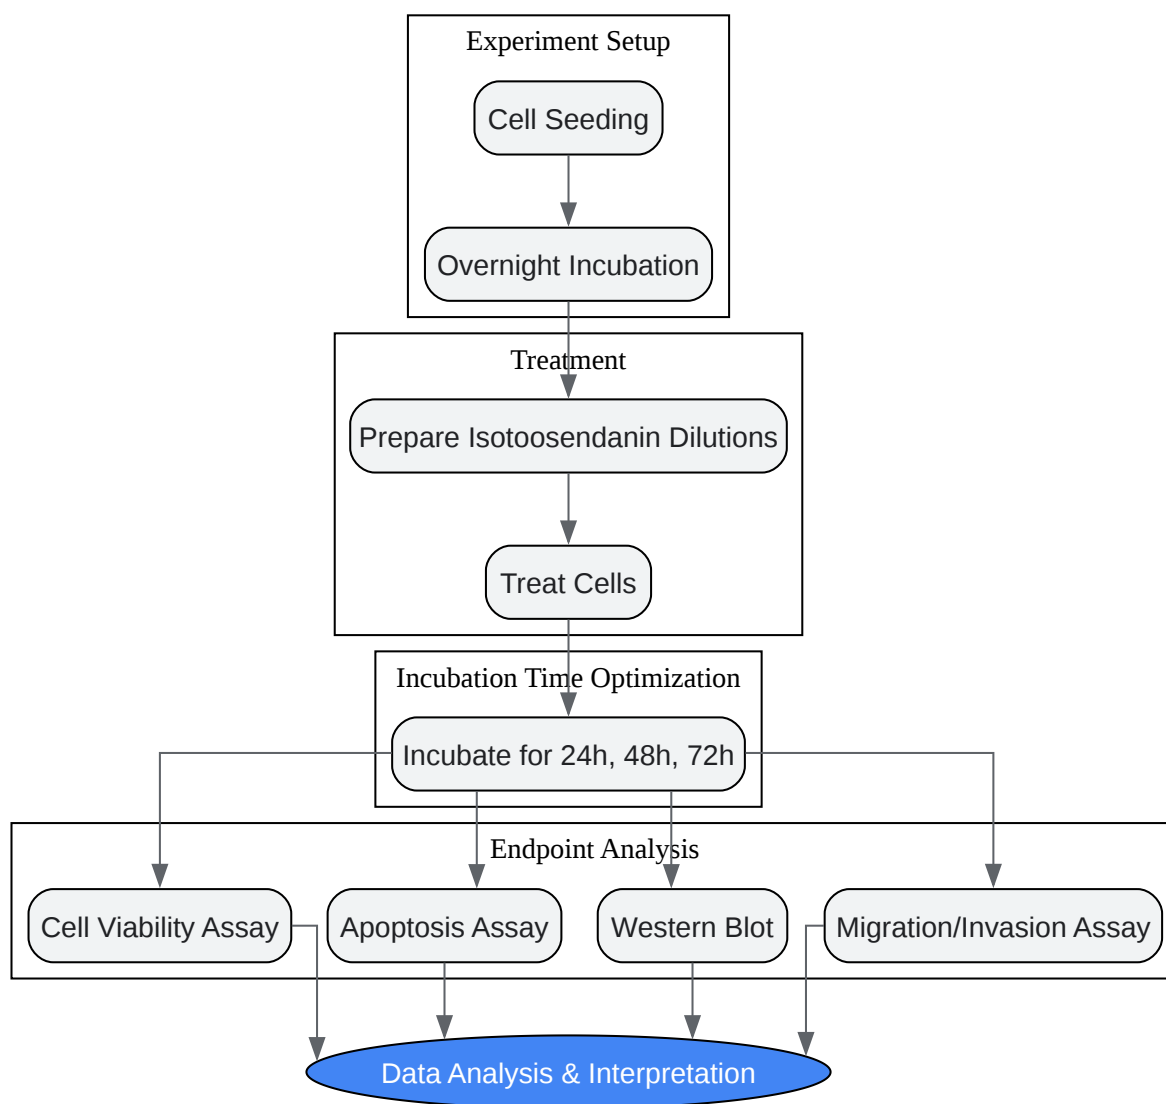 Experiment Setup
Cell Seeding
Overnight Incubation
Treatment
Prepare Isotoosendanin Dilutions
Treat Cells
Incubation Time Optimization
Incubate for 24h, 48h, 72h
Endpoint Analysis
Cell Viability Assay
Apoptosis Assay
Western Blot
Migration/Invasion Assay
Data Analysis & Interpretation